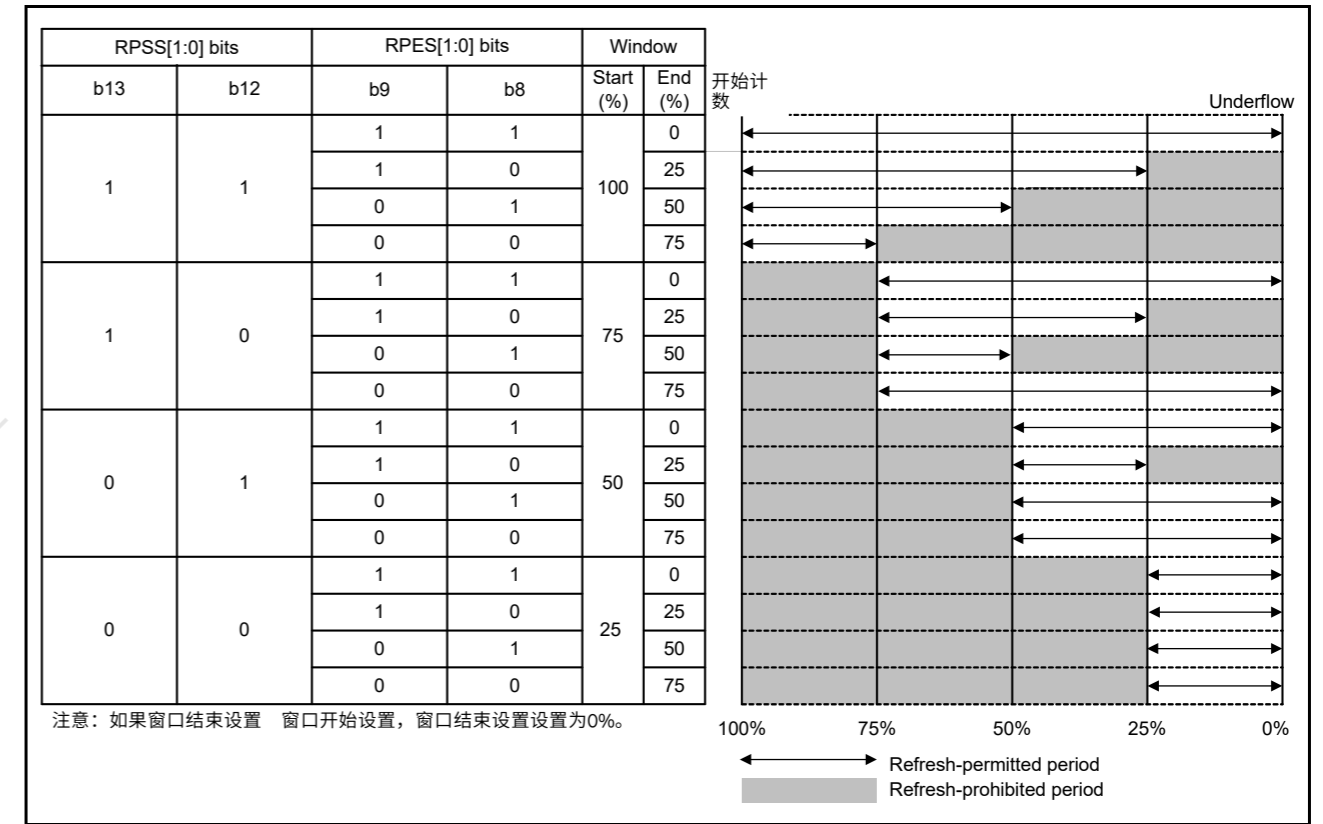 RPSS[1:0] bits RPES[1:0] bits Window
b13 b12 b9 b8 Start (%) End (%)
开始计数
Underflow
1 1 0
1 0 25
1 1 100
0 1 50
0 0 75
1 1 0
1 0 25
1 0 75
0 1 50
0 0 75
1 1 0
1 0 25
0 1 50
0 1 50
0 0 75
1 1 0
1 0 25
0 0 25
0 1 50
0 0 75
注意：如果窗口结束设置 窗口开始设置，窗口结束设置设置为0%。
100% 75% 50% 25% 0%
Refresh-permitted period
Refresh-prohibited period